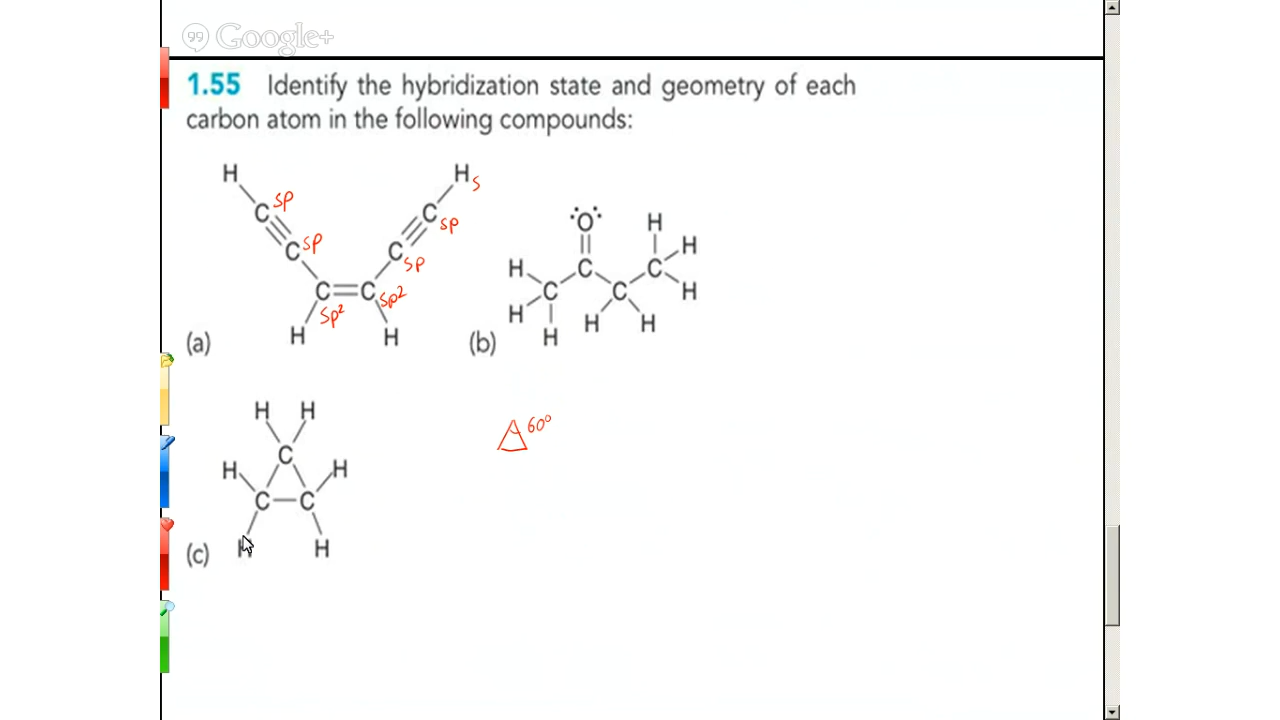 99 Google+
1.55 Identify the hybridization state and geometry of each
carbon atom in the following compounds:
H H s
C sp C sp
C sp C sp
C C
sp² sp2
H H
(a)
:O:
H
H
H C C
C C H
H
H H H
(b)
H H
C
H H
C C
H H
(c)
60°